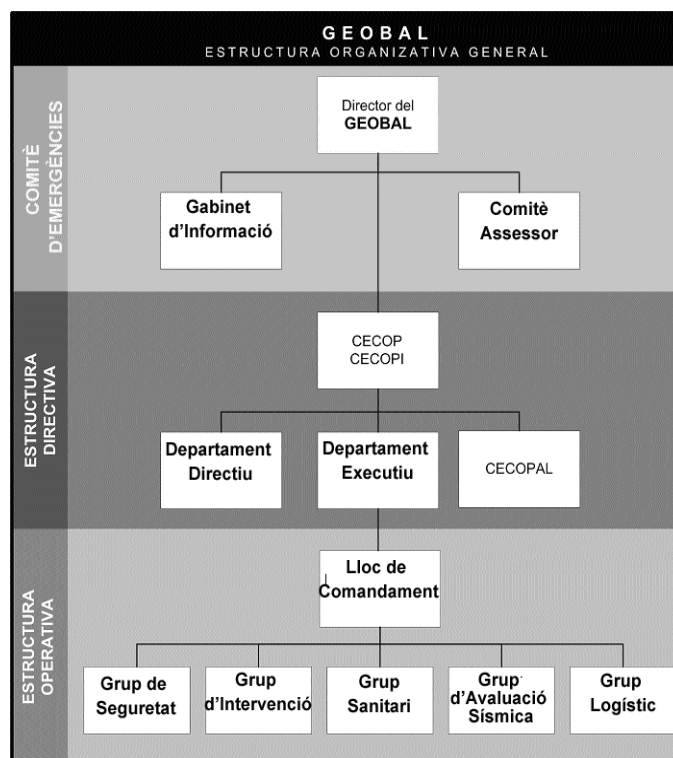 GEOBAL
ESTRUCTURA ORGANIZATIVA GENERAL
COMITÈ
D'EMERGÈNCIES
Director del
GEOBAL
Gabinet
d'Informació
Comitè
Assessor
ESTRUCTURA
DIRECTIVA
CECOP
CECOPI
Departament
Directiu
Departament
Executiu
CECOPAL
ESTRUCTURA
OPERATIVA
Lloc de
Comandament
Grup de
Seguretat
Grup
d'Intervenció
Grup
Sanitari
Grup
d'Avaluació
Sísmica
Grup
Logístic